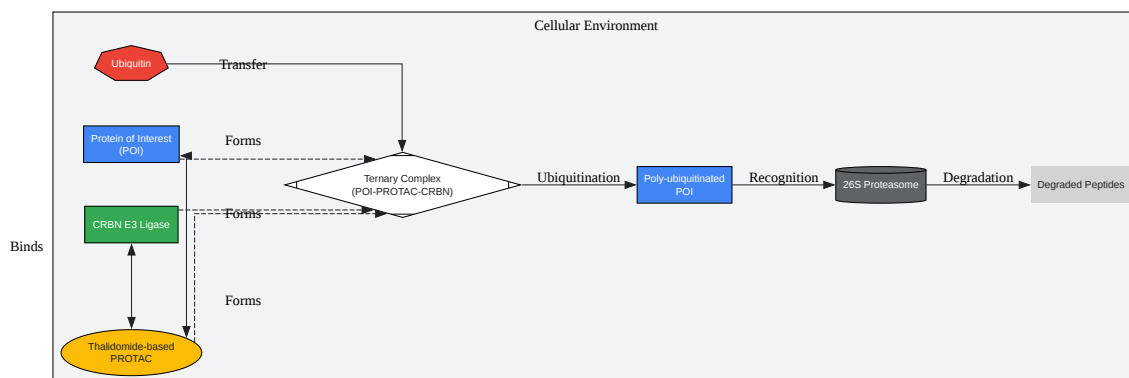 Cellular Environment
Ubiquitin
Transfer
Protein of Interest
(POI)
Forms
Ternary Complex
(POI-PROTAC-CRBN)
Ubiquitination
Poly-ubiquitinated
POI
Recognition
26S Proteasome
Degradation
Degraded Peptides
CRBN E3 Ligase
Forms
Binds
Forms
Thalidomide-based
PROTAC